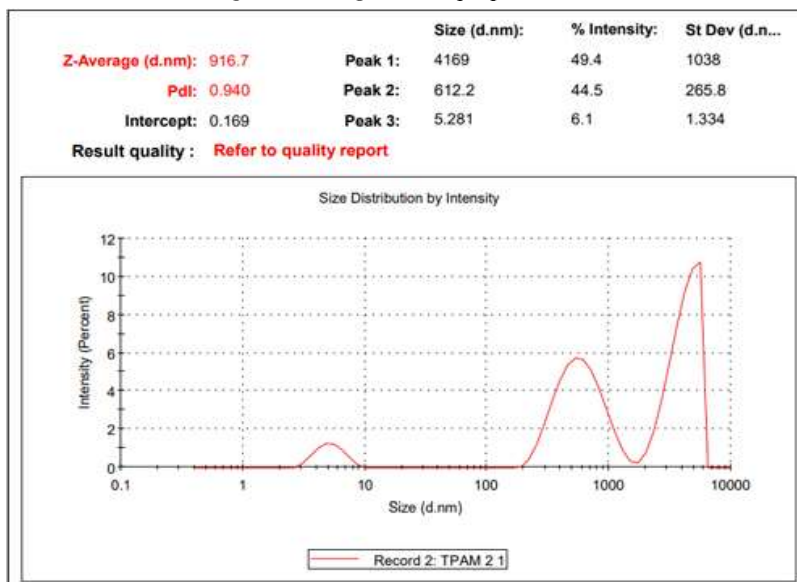 Size (d.nm): % Intensity: St Dev (d.n...
Z-Average (d.nm): 916.7 Peak 1: 4169 49.4 1038
PdI: 0.940 Peak 2: 612.2 44.5 265.8
Intercept: 0.169 Peak 3: 5.281 6.1 1.334
Result quality : Refer to quality report
Size Distribution by Intensity
Intensity (Percent)
12
10
8
6
4
2
0
0.1 1 10 100 1000 10000
Size (d.nm)
Record 2: TPAM 2 1